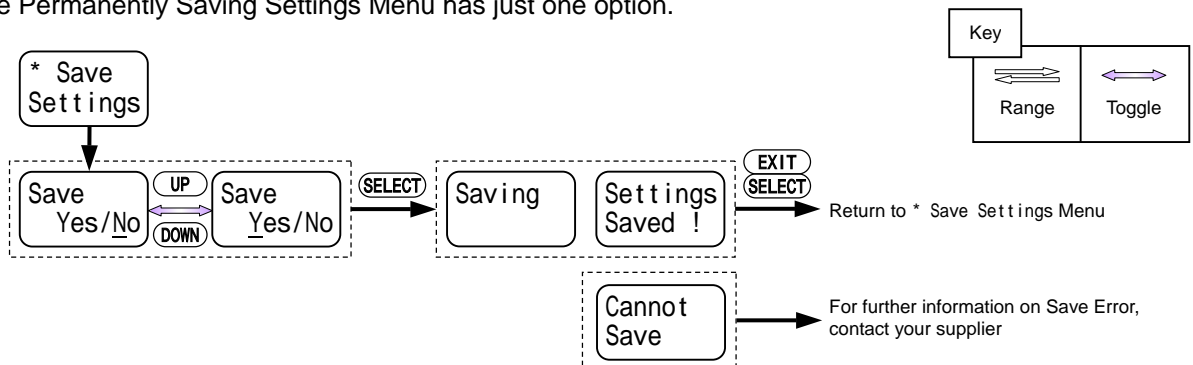 e Permanently Saving Settings Menu has just one option.
Key
Range
Toggle
* Save
Settings
Save
Yes/No
UP
DOWN
Save
Yes/No
SELECT
Saving
Settings
Saved !
EXIT
SELECT
Return to * Save Settings Menu
Cannot
Save
For further information on Save Error,
contact your supplier